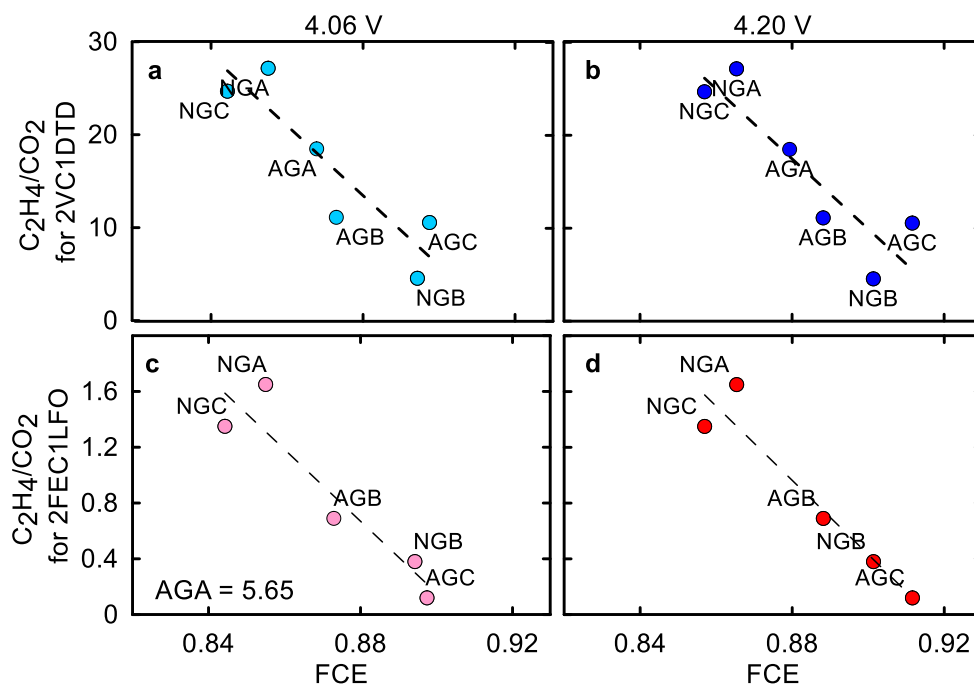 4.06 V
4.20 V
30
20
10
0
C2H4/CO2
for 2VC1DTD
a
NGA
NGC
AGA
AGB
AGC
NGB
b
NGA
NGC
AGA
AGB
AGC
NGB
1.6
1.2
0.8
0.4
0
C2H4/CO2
for 2FEC1LFO
c
NGA
NGC
AGB
NGB
AGC
AGA = 5.65
d
NGA
NGC
AGB
NGB
AGC
0.84
0.88
0.92
0.84
0.88
0.92
FCE
FCE